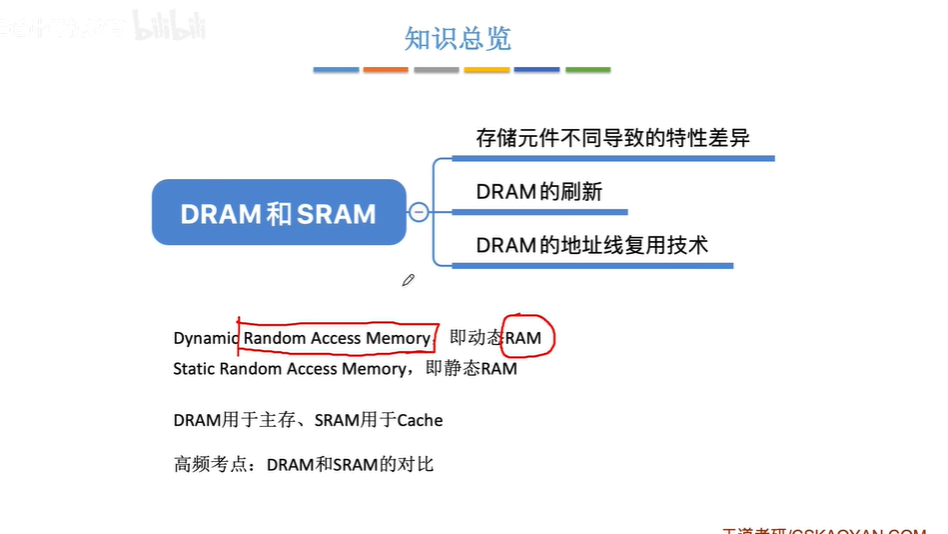 bilibili
知识总览
存储元件不同导致的特性差异
DRAM和SRAM
DRAM的刷新
DRAM的地址线复用技术
Dynamic Random Access Memory，即动态RAM
Static Random Access Memory，即静态RAM
DRAM用于主存、SRAM用于Cache
高频考点：DRAM和SRAM的对比
王道考研/CSKAOYAN.COM